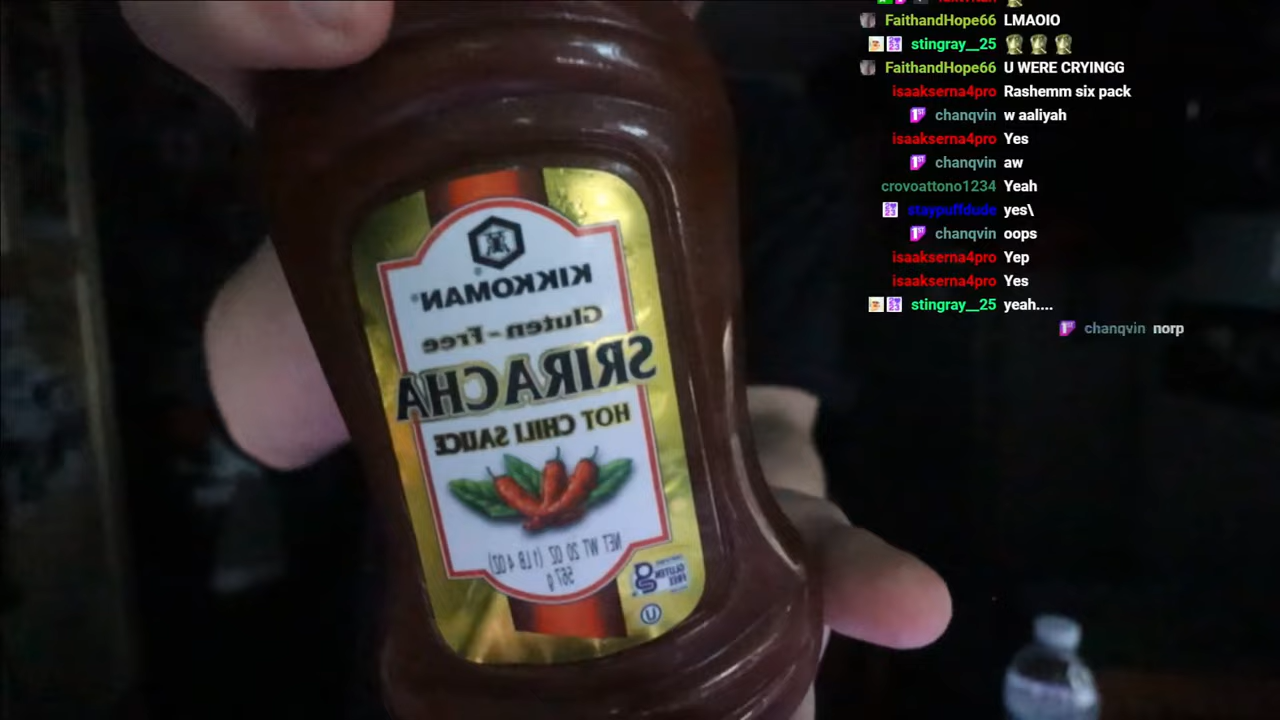 FaithandHope66 LMAOIO
stingray__25
FaithandHope66 U WERE CRYINGG
isaakserna4pro Rashemm six pack
chanqvin w aaliyah
isaakserna4pro Yes
chanqvin aw
crovoattono1234 Yeah
staypuffdude yes\
chanqvin oops
isaakserna4pro Yep
isaakserna4pro Yes
stingray__25 yeah....
chanqvin norp
KIKKOMAN®
Gluten-Free
SRIRACHA
HOT CHILI SAUCE
NET WT 20 OZ (1 LB 4 OZ)
567 g
GLUTEN
FREE
U